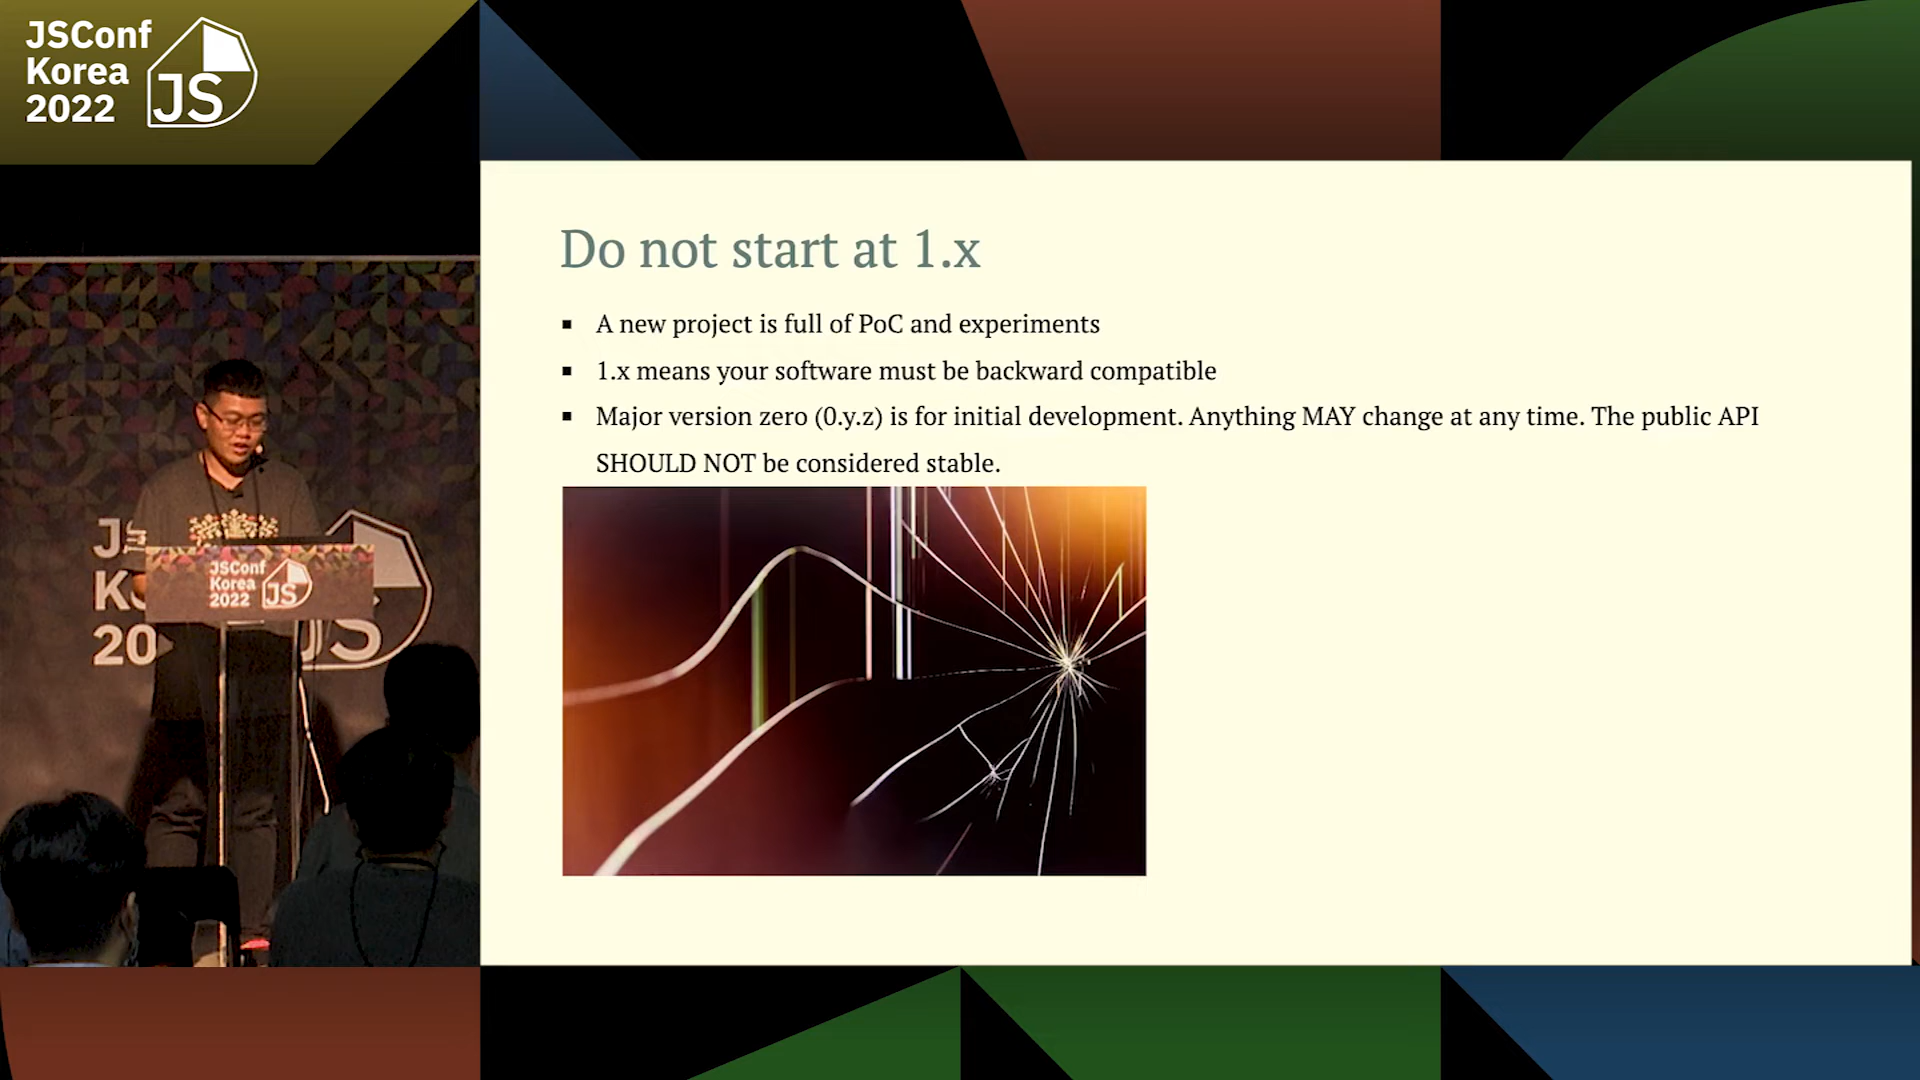 JSConf
Korea
2022
JS
Do not start at 1.x
A new project is full of PoC and experiments
1.x means your software must be backward compatible
Major version zero (0.y.z) is for initial development. Anything MAY change at any time. The public API
SHOULD NOT be considered stable.
JSConf
Korea
2022
JS
J
K
20
JS